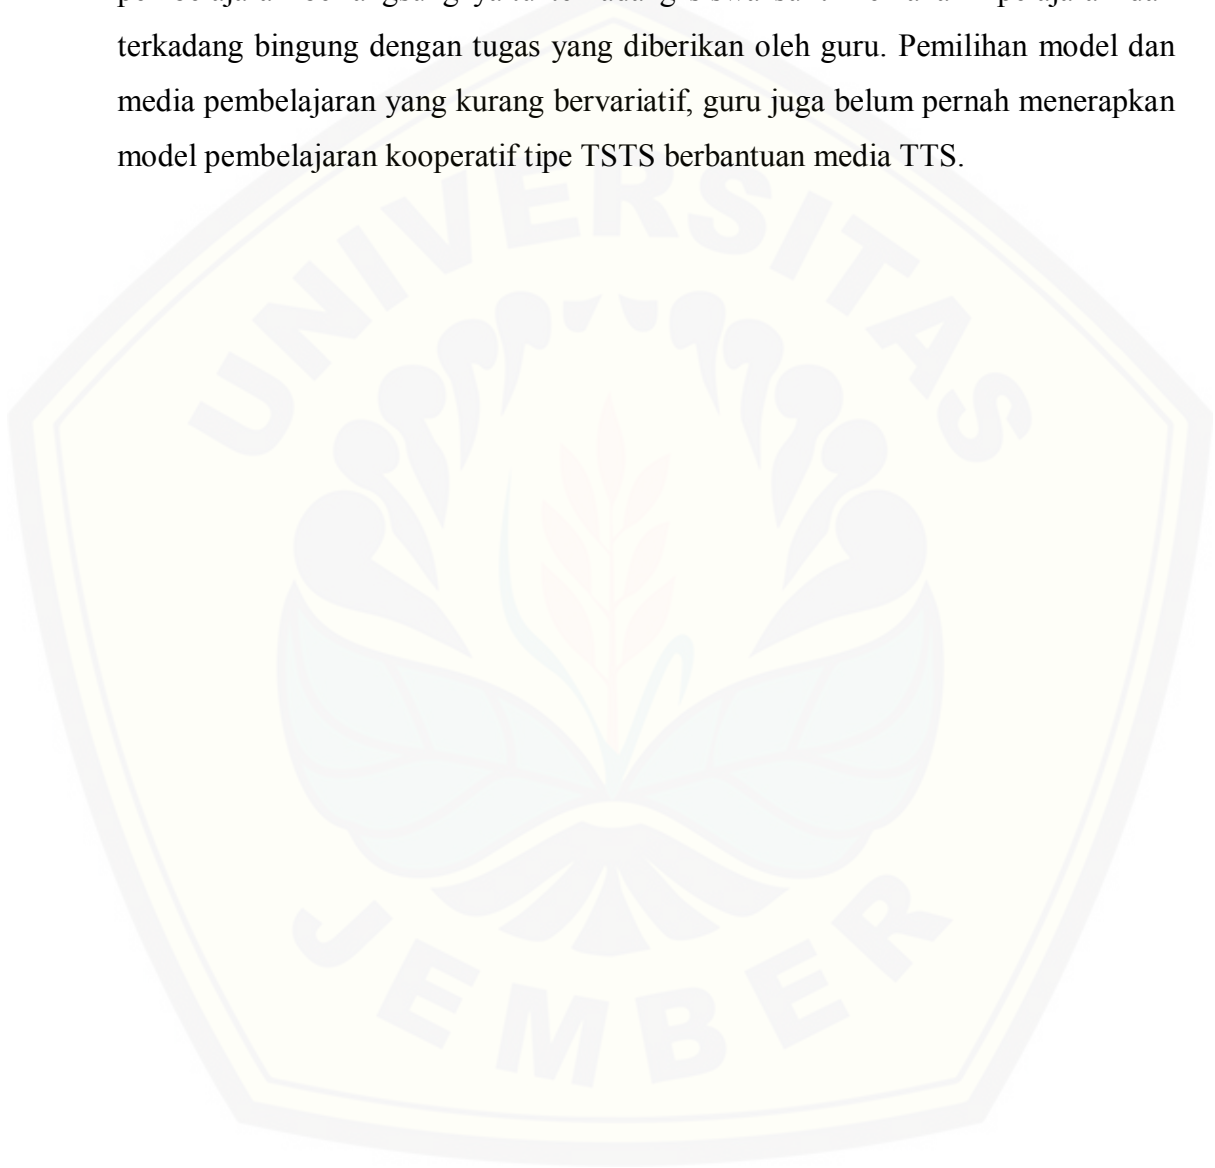 terkadang bingung dengan tugas yang diberikan oleh guru. Pemilihan model dan
media pembelajaran yang kurang bervariatif, guru juga belum pernah menerapkan
model pembelajaran kooperatif tipe TSTS berbantuan media TTS.
UNIVERSITAS
JEMBER